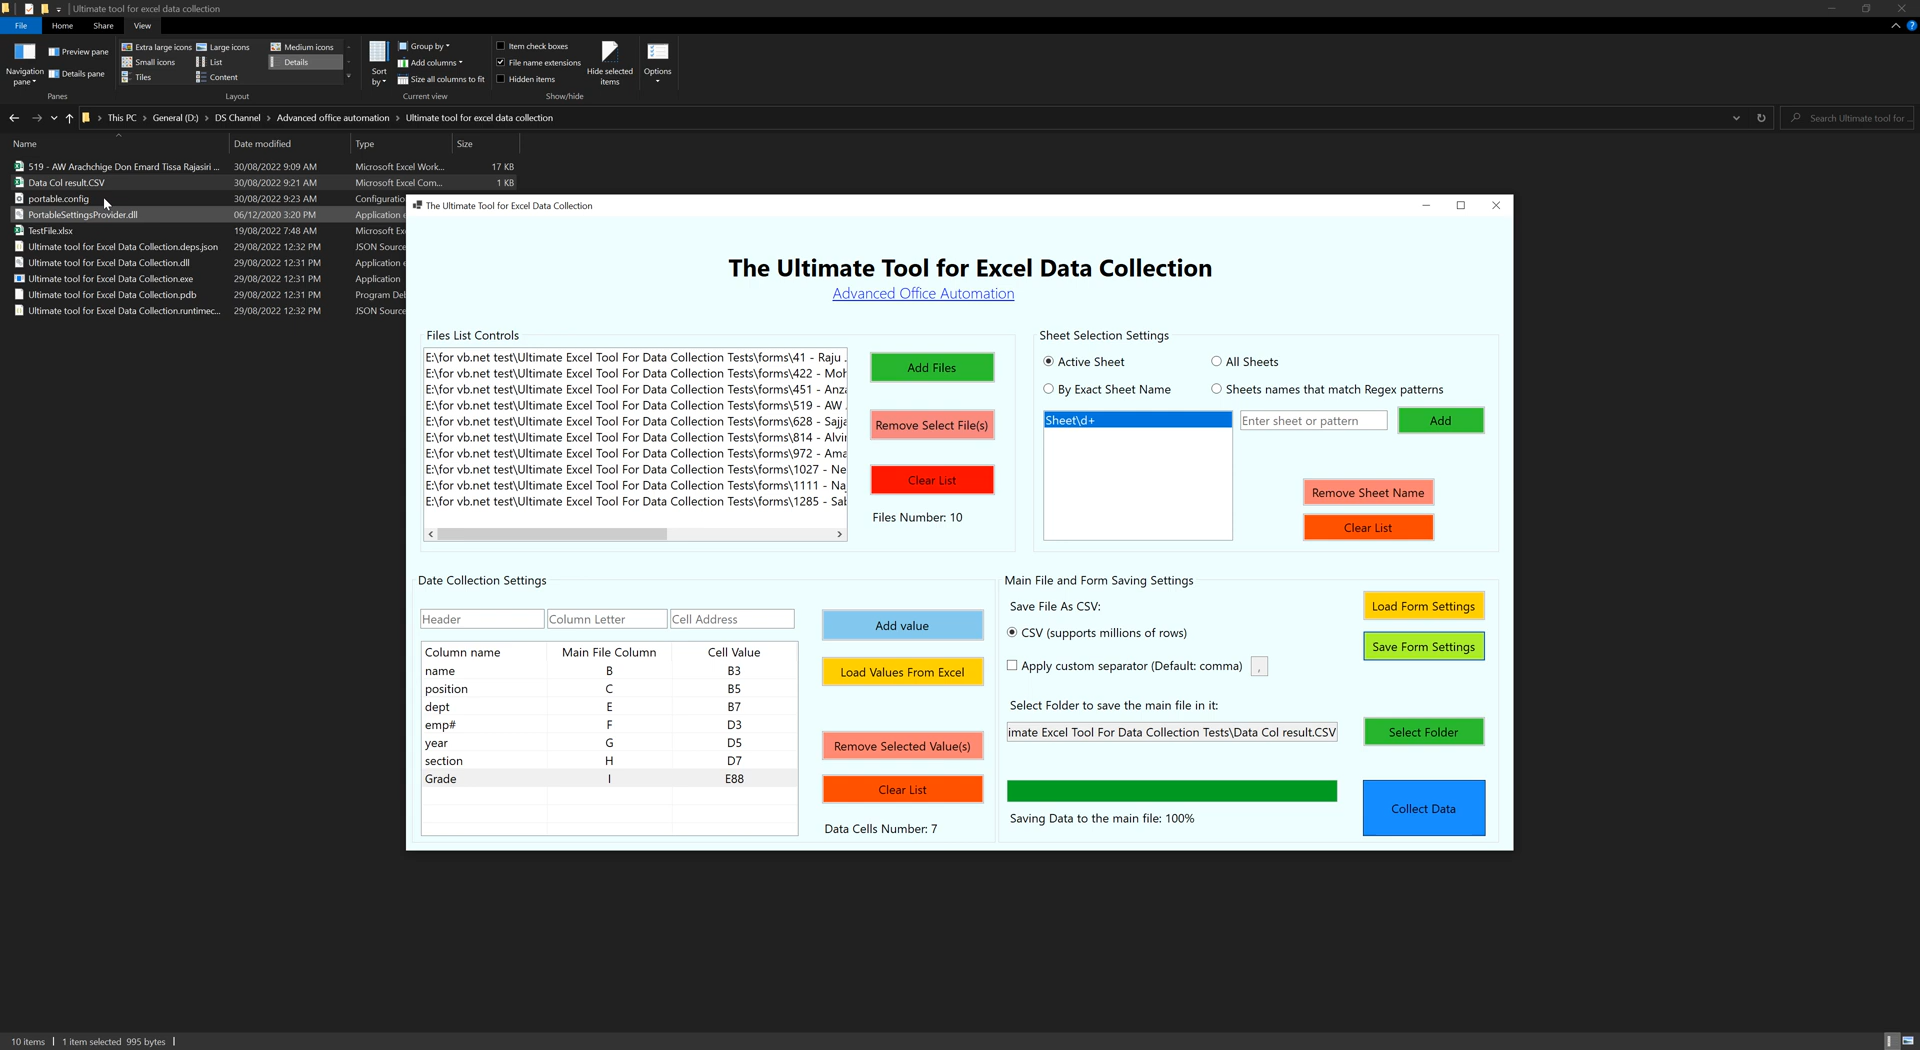 Ultimate tool for excel data collection
File Home Share View
Navigation pane
Preview pane
Details pane
Panes
Extra large icons Large icons Medium icons
Small icons List Details
Tiles Content
Layout
Sort by
Group by
Add columns
Size all columns to fit
Current view
Item check boxes
File name extensions
Hidden items
Hide selected items
Show/hide
Options
This PC > General (D:) > DS Channel > Advanced office automation > Ultimate tool for excel data collection
Search Ultimate tool for ...
Name Date modified Type Size
519 - AW Arachchige Don Emard Tissa Rajasiri ... 30/08/2022 9:09 AM Microsoft Excel Work... 17 KB
Data Col result.CSV 30/08/2022 9:21 AM Microsoft Excel Com... 1 KB
portable.config 30/08/2022 9:23 AM Configuratio
PortableSettingsProvider.dll 06/12/2020 3:20 PM Application e
TestFile.xlsx 19/08/2022 7:48 AM Microsoft Ex
Ultimate tool for Excel Data Collection.deps.json 29/08/2022 12:32 PM JSON Source
Ultimate tool for Excel Data Collection.dll 29/08/2022 12:31 PM Application e
Ultimate tool for Excel Data Collection.exe 29/08/2022 12:31 PM Application
Ultimate tool for Excel Data Collection.pdb 29/08/2022 12:31 PM Program Del
Ultimate tool for Excel Data Collection.runtimec... 29/08/2022 12:32 PM JSON Source
The Ultimate Tool for Excel Data Collection
The Ultimate Tool for Excel Data Collection
Advanced Office Automation
Files List Controls
E:\for vb.net test\Ultimate Excel Tool For Data Collection Tests\forms\41 - Raju .
E:\for vb.net test\Ultimate Excel Tool For Data Collection Tests\forms\422 - Moh
E:\for vb.net test\Ultimate Excel Tool For Data Collection Tests\forms\451 - Anza
E:\for vb.net test\Ultimate Excel Tool For Data Collection Tests\forms\519 - AW .
E:\for vb.net test\Ultimate Excel Tool For Data Collection Tests\forms\628 - Sajja
E:\for vb.net test\Ultimate Excel Tool For Data Collection Tests\forms\814 - Alvin
E:\for vb.net test\Ultimate Excel Tool For Data Collection Tests\forms\972 - Ama
E:\for vb.net test\Ultimate Excel Tool For Data Collection Tests\forms\1027 - Ne
E:\for vb.net test\Ultimate Excel Tool For Data Collection Tests\forms\1111 - Na
E:\for vb.net test\Ultimate Excel Tool For Data Collection Tests\forms\1285 - Sab
Add Files
Remove Select File(s)
Clear List
Files Number: 10
Sheet Selection Settings
Active Sheet All Sheets
By Exact Sheet Name Sheets names that match Regex patterns
Sheet\d+ Enter sheet or pattern Add
Remove Sheet Name
Clear List
Date Collection Settings
Header Column Letter Cell Address
Column name Main File Column Cell Value
name B B3
position C B5
dept E B7
emp# F D3
year G D5
section H D7
Grade I E88
Add value
Load Values From Excel
Remove Selected Value(s)
Clear List
Data Cells Number: 7
Main File and Form Saving Settings
Save File As CSV:
CSV (supports millions of rows)
Apply custom separator (Default: comma) ,
Select Folder to save the main file in it:
imate Excel Tool For Data Collection Tests\Data Col result.CSV
Saving Data to the main file: 100%
Load Form Settings
Save Form Settings
Select Folder
Collect Data
10 items 1 item selected 995 bytes